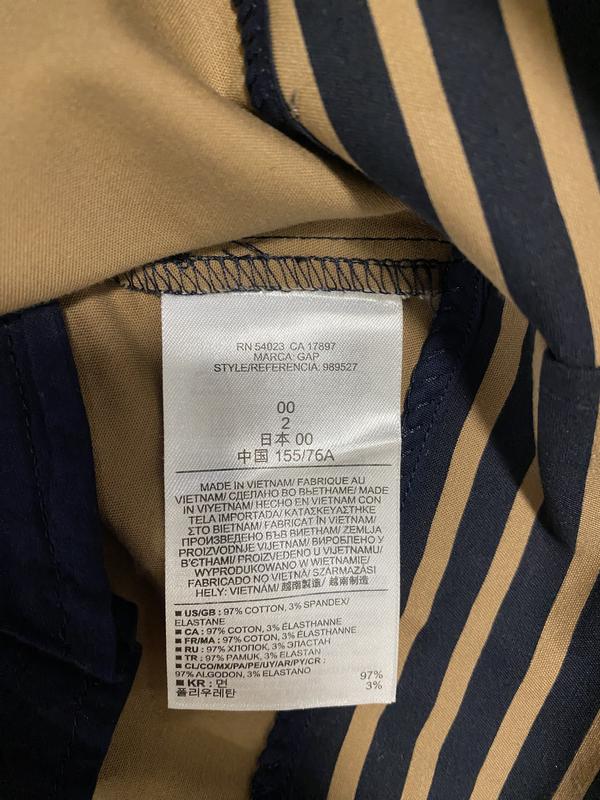 RN 54023 CA 17897
MARCA: GAP
STYLE/REFERENCIA: 989527
00
2
日本 00
中国 155/76A
MADE IN VIETNAM/ FABRIQUE AU
VIETNAM/ СДЕЛАНО ВО ВЬЕТНАМЕ/ MADE
IN VIYETNAM/ HECHO EN VIETNAM CON
TELA IMPORTADA/ ΚΑΤΑΣΚΕΥΑΣΤΗΚΕ
ΣΤΟ ΒΙΕΤΝΑΜ/ FABRICAT ÎN VIETNAM/
ПРОИЗВЕДЕНО ВЪВ ВИЕТНАМ/ ZEMLJA
PROIZVODNJE VIJETNAM/ ВИРОБЛЕНО У
В'ЄТНАМІ/ PROIZVEDENO U VIJETNAMU/
WYPRODUKOWANO W WIETNAMIE/
FABRICADO NO VIETNÃ/ SZÁRMAZÁSI
HELY: VIETNÁM/ 越南製造/ 越南制造
■ US/GB : 97% COTTON, 3% SPANDEX/
ELASTANE
■ CA : 97% COTON, 3% ÉLASTHANNE
■ FR/MA : 97% COTON, 3% ÉLASTHANNE
■ RU : 97% ХЛОПОК, 3% ЭЛАСТАН
■ TR : 97% PAMUK, 3% ELASTAN
■ CL/CO/MX/PA/PE/UY/AR/PY/CR :
97% ALGODON, 3% ELASTANO
■ KR : 면 97%
폴리우레탄 3%